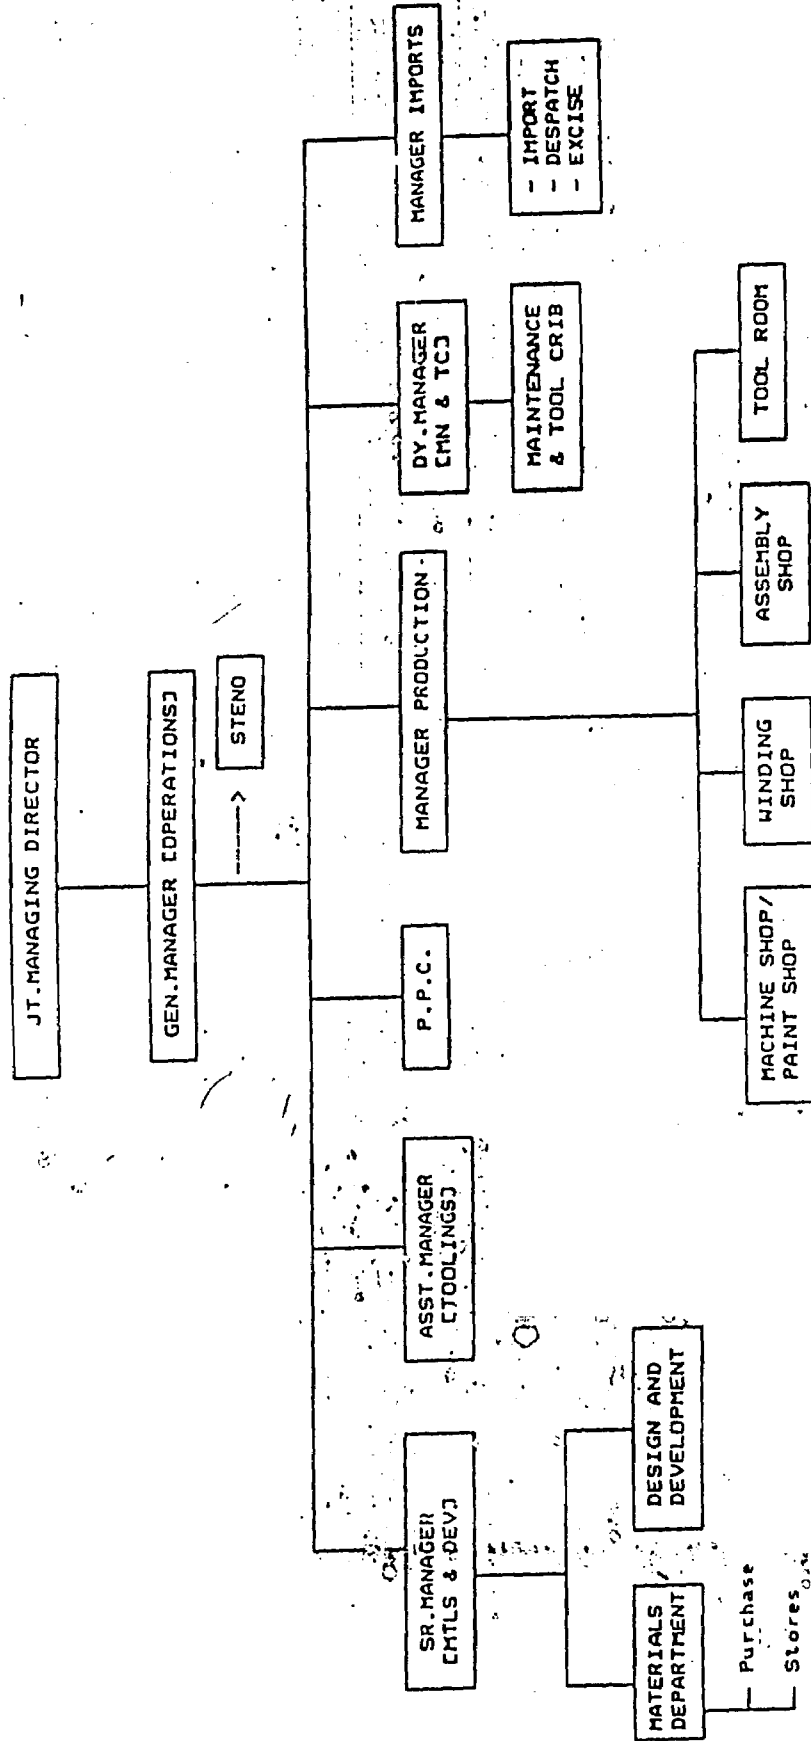 JT.MANAGING DIRECTOR
GEN.MANAGER [OPERATIONS]
-----> STENO
SR.MANAGER
[MTLS & DEV]
ASST.MANAGER
[TOOLINGS]
P.P.C.
MANAGER PRODUCTION
DY.MANAGER
[MN & TC]
MANAGER IMPORTS
MAINTENANCE
& TOOL CRIB
- IMPORT
- DESPATCH
- EXCISE
MATERIALS
DEPARTMENT
DESIGN AND
DEVELOPMENT
Purchase
Stores
MACHINE SHOP/
PAINT SHOP
WINDING
SHOP
ASSEMBLY
SHOP
TOOL ROOM